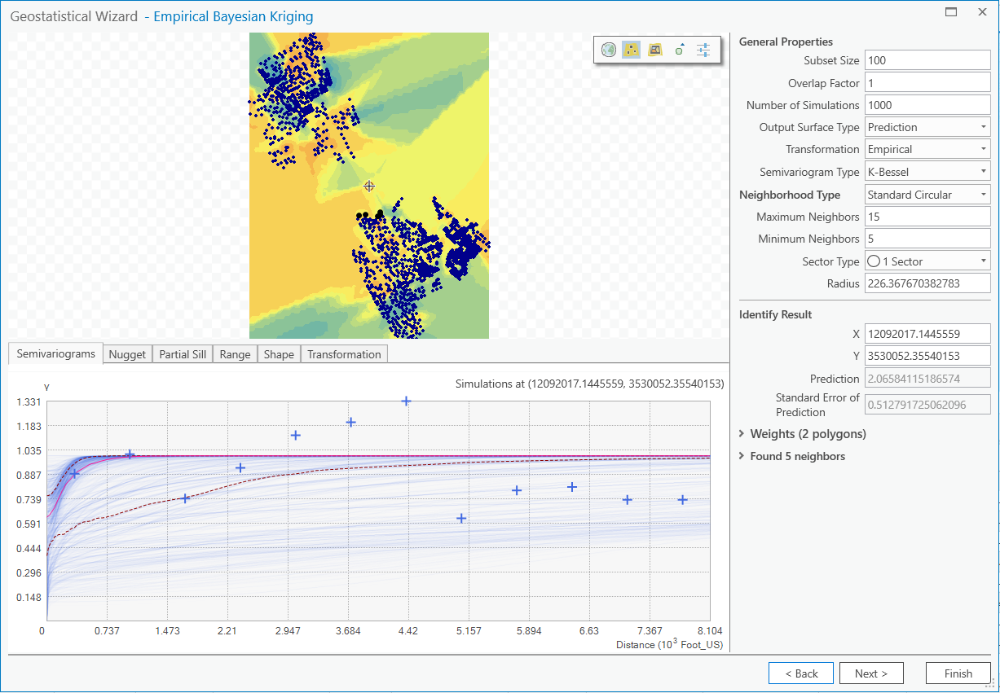 Geostatistical Wizard - Empirical Bayesian Kriging
General Properties
Subset Size 100
Overlap Factor 1
Number of Simulations 1000
Output Surface Type Prediction
Transformation Empirical
Semivariogram Type K-Bessel
Neighborhood Type Standard Circular
Maximum Neighbors 15
Minimum Neighbors 5
Sector Type 1 Sector
Radius 226.367670382783
Identify Result
X 12092017.1445559
Y 3530052.35540153
Prediction 2.06584115186574
Standard Error of
Prediction 0.512791725062096
Weights (2 polygons)
Found 5 neighbors
Semivariograms Nugget Partial Sill Range Shape Transformation
γ Simulations at (12092017.1445559, 3530052.35540153)
1.331
1.183
1.035
0.887
0.739
0.591
0.444
0.296
0.148
0 0.737 1.473 2.21 2.947 3.684 4.42 5.157 5.894 6.63 7.367 8.104
Distance (10³ Foot_US)
< Back Next > Finish